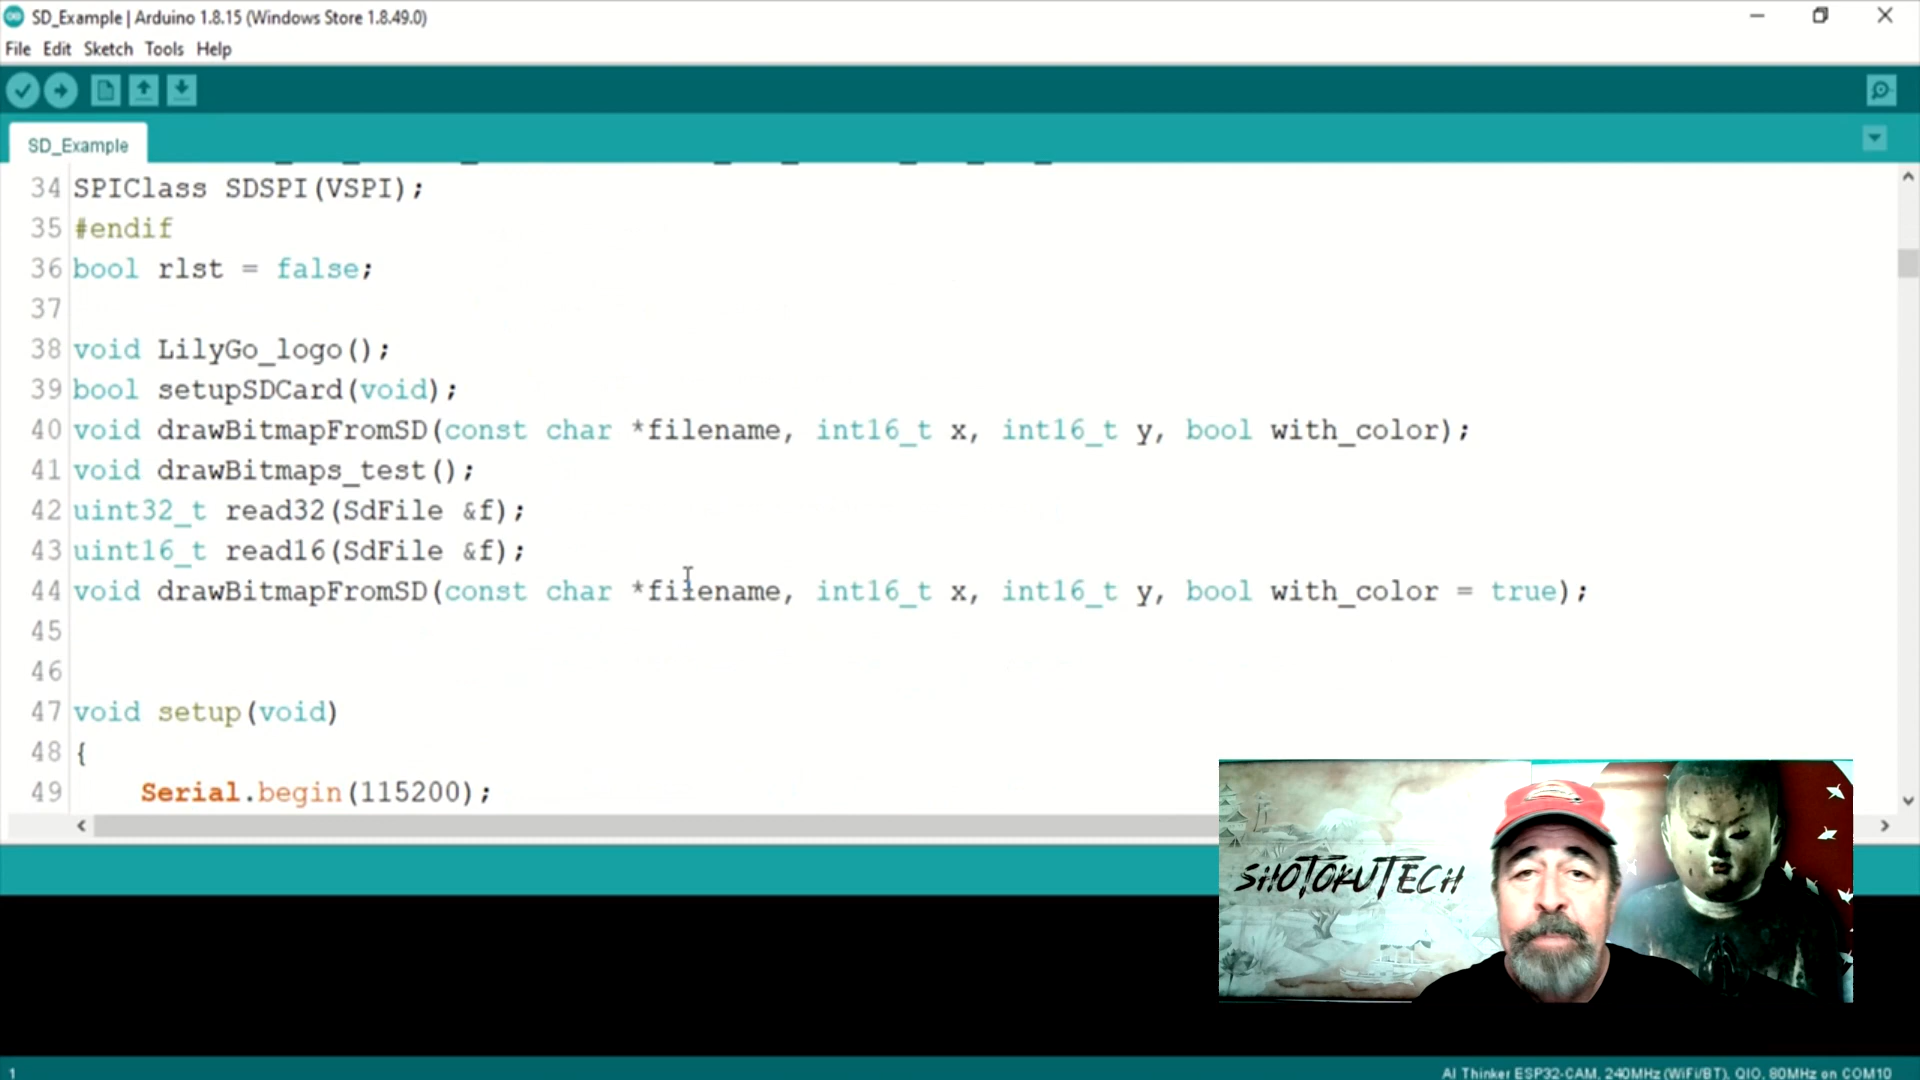 SD_Example | Arduino 1.8.15 (Windows Store 1.8.49.0)
File Edit Sketch Tools Help
SD_Example
34 SPIClass SDSPI(VSPI);
35 #endif
36 bool rlst = false;
37
38 void LilyGo_logo();
39 bool setupSDCard(void);
40 void drawBitmapFromSD(const char *filename, int16_t x, int16_t y, bool with_color);
41 void drawBitmaps_test();
42 uint32_t read32(SdFile &f);
43 uint16_t read16(SdFile &f);
44 void drawBitmapFromSD(const char *filename, int16_t x, int16_t y, bool with_color = true);
45
46
47 void setup(void)
48 {
49 Serial.begin(115200);
SHOTOKUTECH
1 AI Thinker ESP32-CAM, 240MHz (WiFi/BT), QIO, 80MHz on COM10